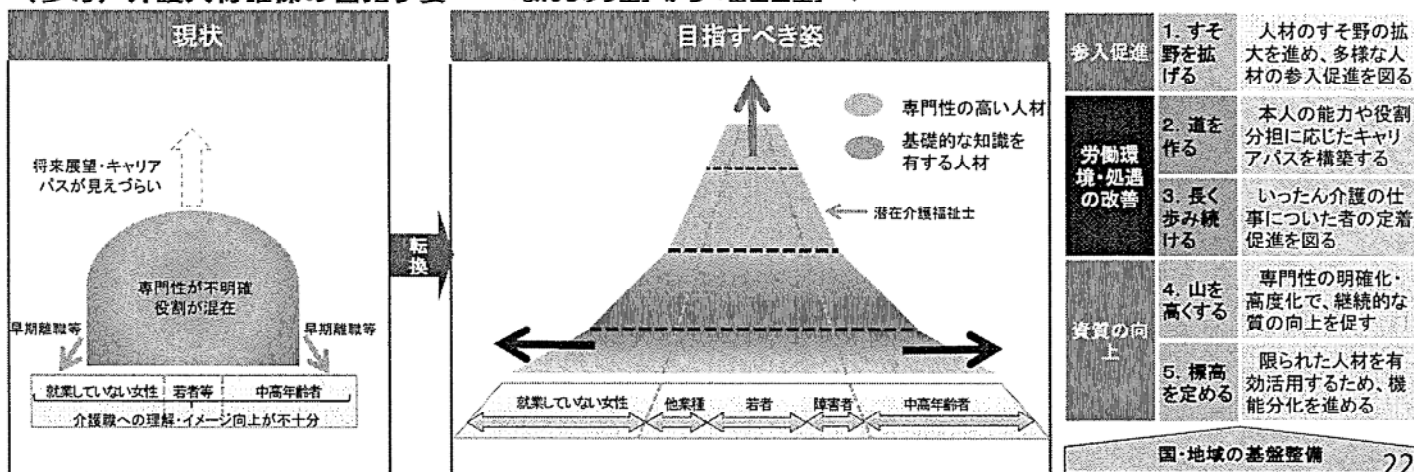 現状
将来展望・キャリア
パスが見えづらい
専門性が不明確
役割が混在
早期離職等
早期離職等
就業していない女性
若者等
中高年齢者
介護職への理解・イメージ向上が不十分
転換
目指すべき姿
専門性の高い人材
基礎的な知識を
有する人材
潜在介護福祉士
就業していない女性
他業種
若者
障害者
中高年齢者
参入促進
1. すそ
野を拡
げる
人材のすそ野の拡
大を進め、多様な人
材の参入促進を図る
労働環
境・処遇
の改善
2. 道を
作る
本人の能力や役割
分担に応じたキャリ
アパスを構築する
3. 長く
歩み続
ける
いったん介護の仕
事についた者の定着
促進を図る
資質の向
上
4. 山を
高くする
専門性の明確化・
高度化で、継続的な
質の向上を促す
5. 標高
を定める
限られた人材を有
効活用するため、機
能分化を進める
国・地域の基盤整備
22